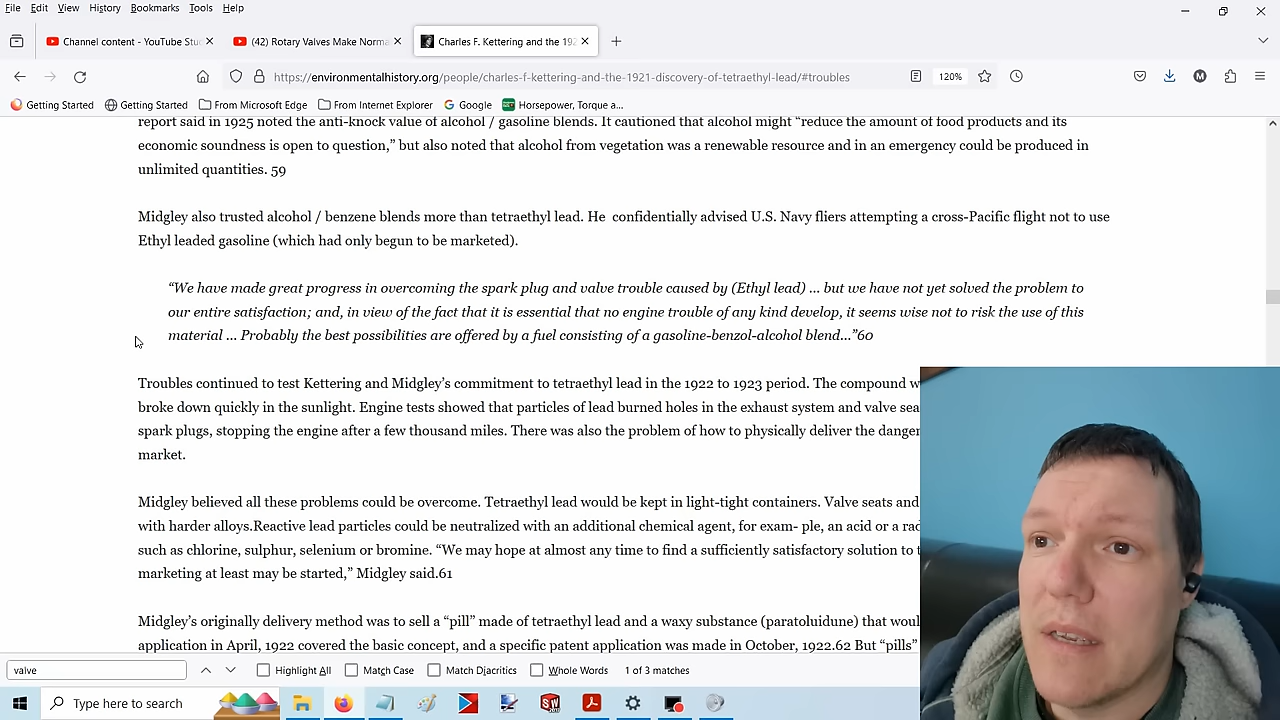 File Edit View History Bookmarks Tools Help
Channel content - YouTube Stu
(42) Rotary Valves Make Norma
Charles F. Kettering and the 192
https://environmentalhistory.org/people/charles-f-kettering-and-the-1921-discovery-of-tetraethyl-lead/#troubles
120%
M
Getting Started Getting Started From Microsoft Edge From Internet Explorer Google Horsepower, Torque a...
report said in 1925 noted the anti-knock value of alcohol / gasoline blends. It cautioned that alcohol might “reduce the amount of food products and its
economic soundness is open to question,” but also noted that alcohol from vegetation was a renewable resource and in an emergency could be produced in
unlimited quantities. 59
Midgley also trusted alcohol / benzene blends more than tetraethyl lead. He confidentially advised U.S. Navy fliers attempting a cross-Pacific flight not to use
Ethyl leaded gasoline (which had only begun to be marketed).
“We have made great progress in overcoming the spark plug and valve trouble caused by (Ethyl lead) … but we have not yet solved the problem to
our entire satisfaction; and, in view of the fact that it is essential that no engine trouble of any kind develop, it seems wise not to risk the use of this
material … Probably the best possibilities are offered by a fuel consisting of a gasoline-benzol-alcohol blend…”60
Troubles continued to test Kettering and Midgley’s commitment to tetraethyl lead in the 1922 to 1923 period. The compound w
broke down quickly in the sunlight. Engine tests showed that particles of lead burned holes in the exhaust system and valve sea
spark plugs, stopping the engine after a few thousand miles. There was also the problem of how to physically deliver the danger
market.
Midgley believed all these problems could be overcome. Tetraethyl lead would be kept in light-tight containers. Valve seats and
with harder alloys.Reactive lead particles could be neutralized with an additional chemical agent, for exam- ple, an acid or a rad
such as chlorine, sulphur, selenium or bromine. “We may hope at almost any time to find a sufficiently satisfactory solution to t
marketing at least may be started,” Midgley said.61
Midgley’s originally delivery method was to sell a “pill” made of tetraethyl lead and a waxy substance (paratoluidune) that woul
application in April, 1922 covered the basic concept, and a specific patent application was made in October, 1922.62 But “pills”
valve Highlight All Match Case Match Diacritics Whole Words 1 of 3 matches
Type here to search